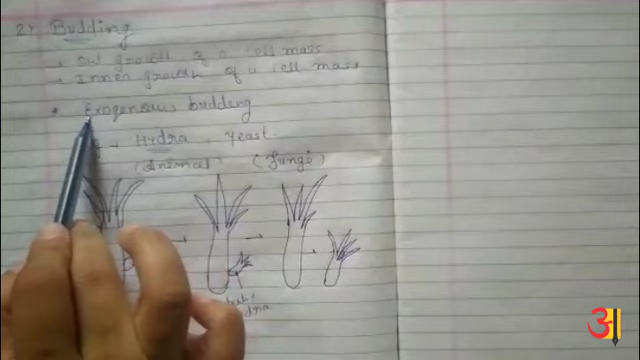 2) Budding
• Out growth of a cell mass
• Inner growth of a cell mass
* Exogenous budding
Hydra, Yeast.
(Animal) (Fungi)